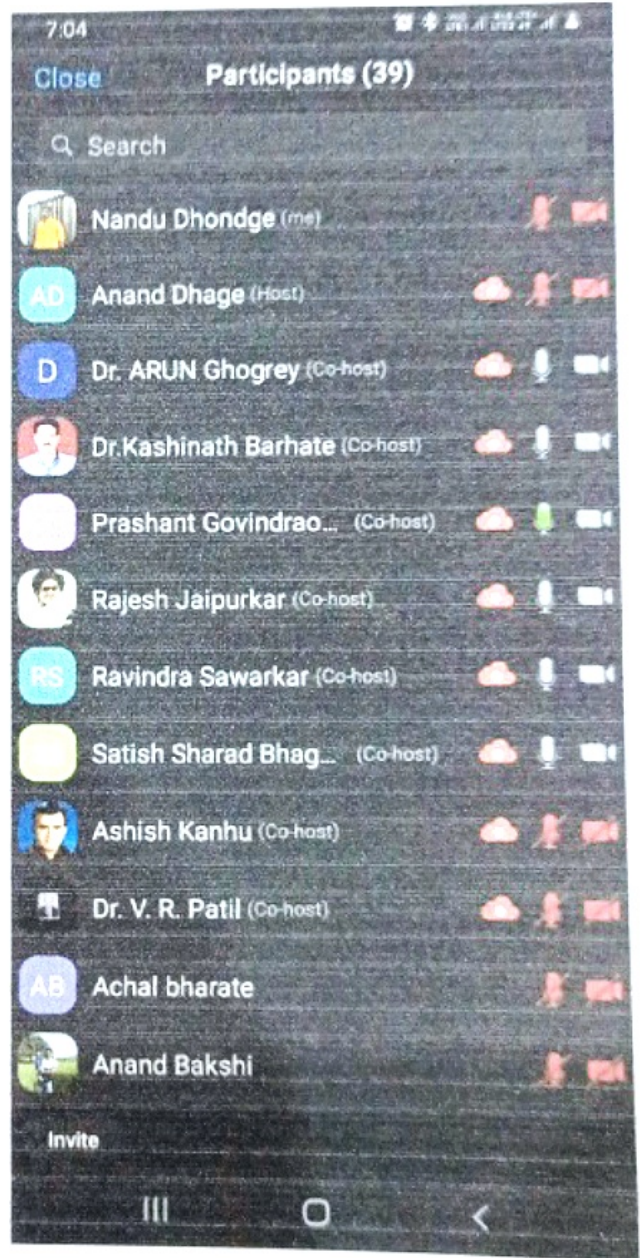 7:04
Close Participants (39)
Search
Nandu Dhondge (me)
AD Anand Dhage (Host)
D Dr. ARUN Ghogrey (Co-host)
Dr.Kashinath Barhate (Co-host)
Prashant Govindrao... (Co-host)
Rajesh Jaipurkar (Co-host)
RS Ravindra Sawarkar (Co-host)
Satish Sharad Bhag... (Co-host)
Ashish Kanhu (Co-host)
Dr. V. R. Patil (Co-host)
AB Achal bharate
Anand Bakshi
Invite